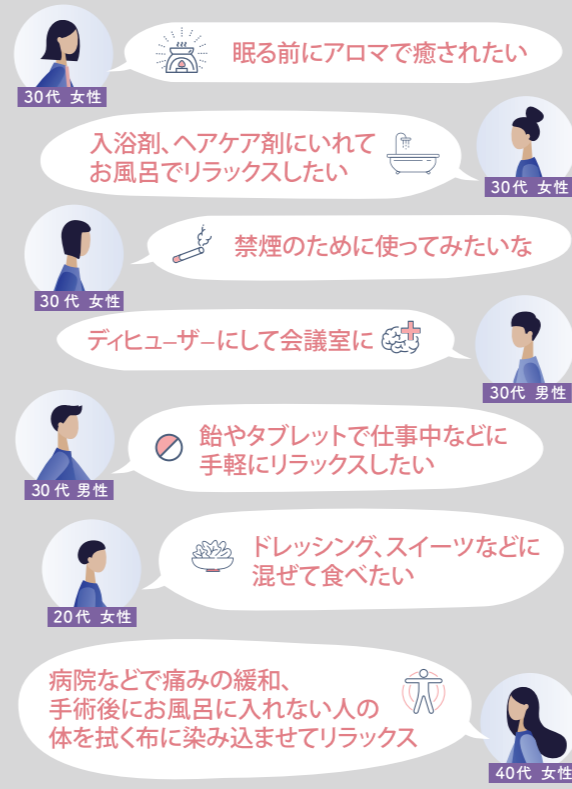 眠る前にアロマで癒されたい
30代 女性
入浴剤、ヘアケア剤にいれて
お風呂でリラックスしたい
30代 女性
禁煙のために使ってみたいな
30代 女性
ディヒューザーにして会議室に
30代 男性
飴やタブレットで仕事中などに
手軽にリラックスしたい
30代 男性
ドレッシング、スイーツなどに
混ぜて食べたい
20代 女性
病院などで痛みの緩和、
手術後にお風呂に入れない人の
体を拭く布に染み込ませてリラックス
40代 女性